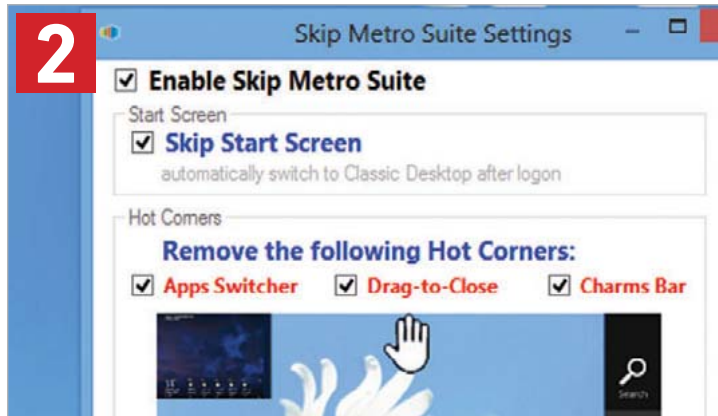 2
Skip Metro Suite Settings
Enable Skip Metro Suite
Start Screen
Skip Start Screen
automatically switch to Classic Desktop after logon
Hot Corners
Remove the following Hot Corners:
Apps Switcher Drag-to-Close Charms Bar
Search